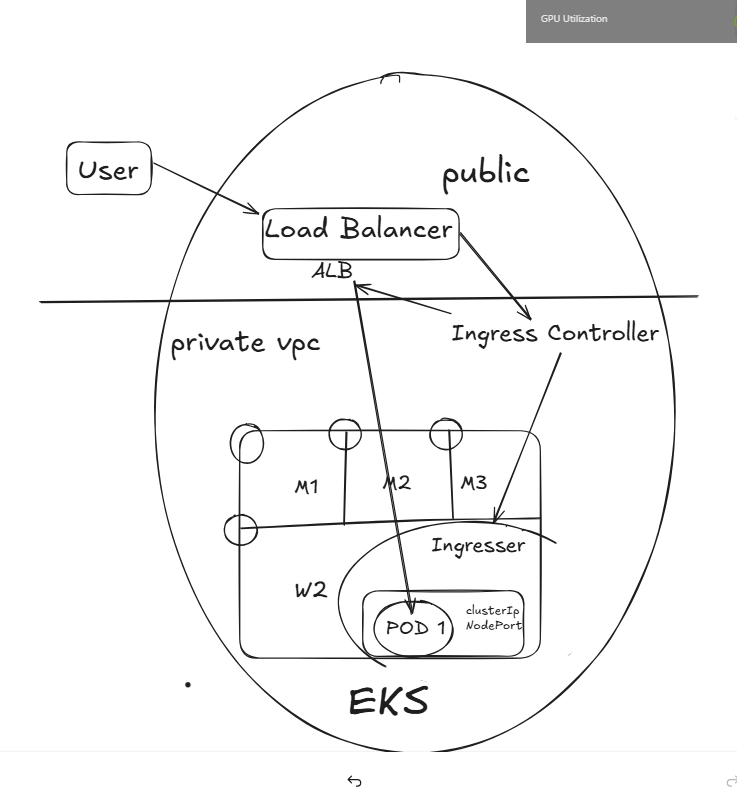 GPU Utilization
User
public
Load Balancer
ALB
Ingress Controller
private vpc
M1
M2
M3
Ingresser
W2
clusterIp
NodePort
POD 1
EKS